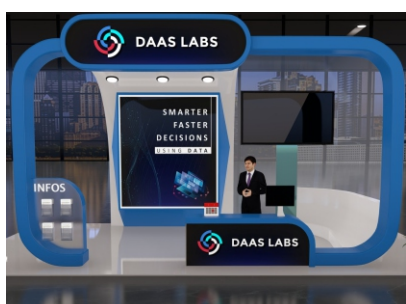 DAAS LABS
SMARTER
FASTER
DECISIONS
USING DATA
INFOS
DAAS LABS